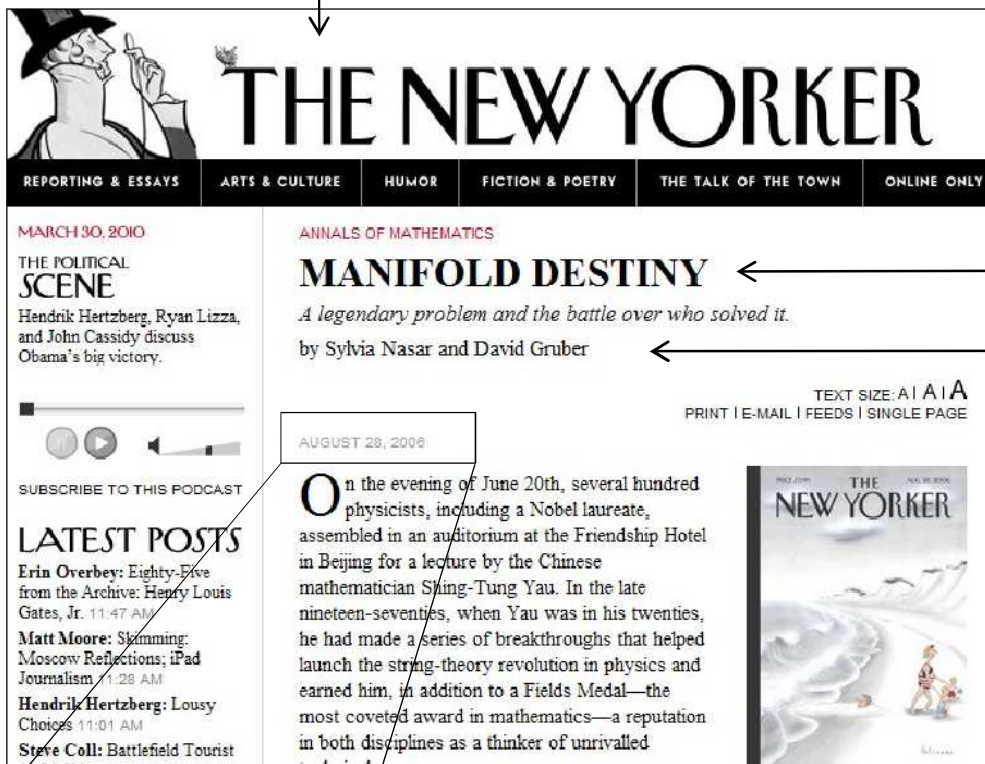 THE NEW YORKER
REPORTING & ESSAYS
ARTS & CULTURE
HUMOR
FICTION & POETRY
THE TALK OF THE TOWN
ONLINE ONLY
MARCH 30, 2010
THE POLITICAL
SCENE
Hendrik Hertzberg, Ryan Lizza,
and John Cassidy discuss
Obama's big victory.
SUBSCRIBE TO THIS PODCAST
LATEST POSTS
Erin Overbey: Eighty-Five
from the Archive: Henry Louis
Gates, Jr. 11:47 AM
Matt Moore: Skimming:
Moscow Reflections; iPad
Journalism 11:28 AM
Hendrik Hertzberg: Lousy
Choices 11:01 AM
Steve Coll: Battlefield Tourist
ANNALS OF MATHEMATICS
MANIFOLD DESTINY
A legendary problem and the battle over who solved it.
by Sylvia Nasar and David Gruber
TEXT SIZE: A | A | A
PRINT | E-MAIL | FEEDS | SINGLE PAGE
AUGUST 28, 2006
On the evening of June 20th, several hundred
physicists, including a Nobel laureate,
assembled in an auditorium at the Friendship Hotel
in Beijing for a lecture by the Chinese
mathematician Shing-Tung Yau. In the late
nineteen-seventies, when Yau was in his twenties,
he had made a series of breakthroughs that helped
launch the string-theory revolution in physics and
earned him, in addition to a Fields Medal—the
most coveted award in mathematics—a reputation
in both disciplines as a thinker of unrivalled
THE
NEW YORKER